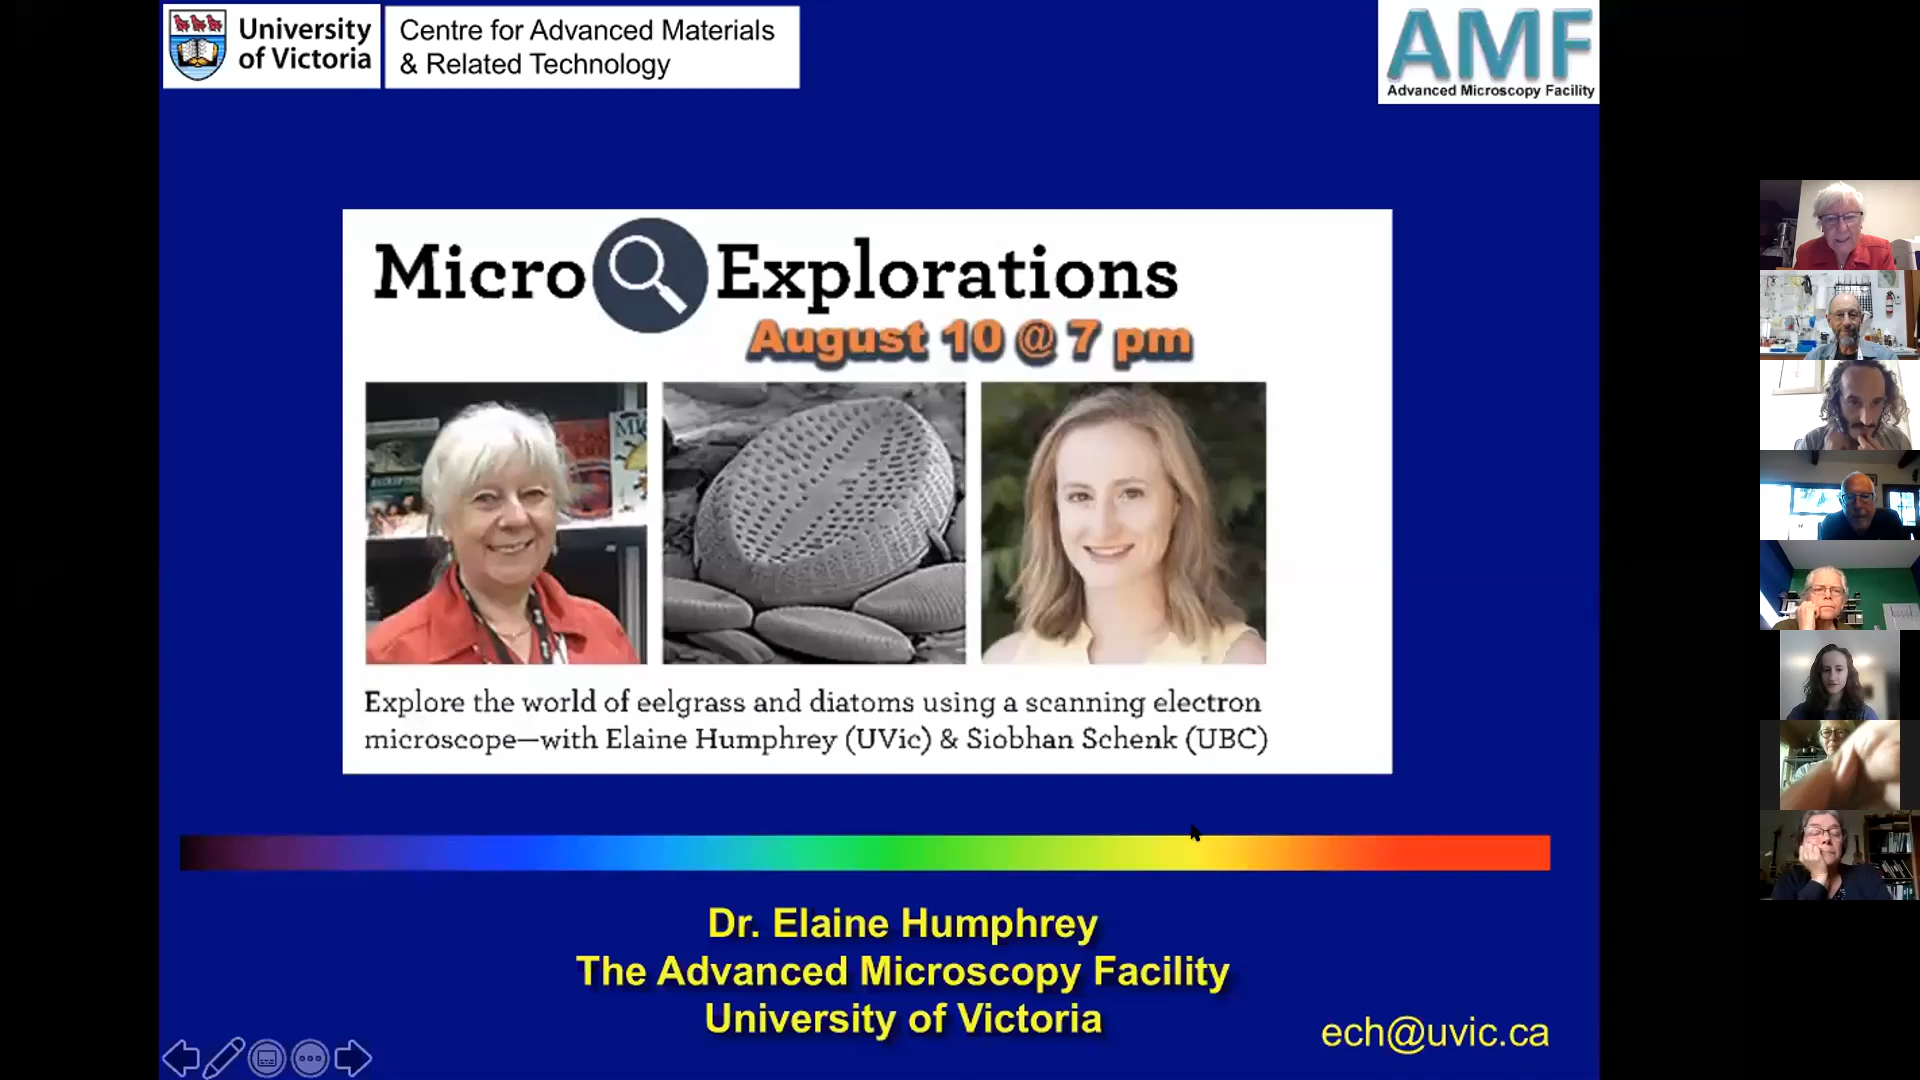 University
of Victoria
Centre for Advanced Materials
& Related Technology
AMF
Advanced Microscopy Facility
Micro Explorations
August 10 @ 7 pm
Explore the world of eelgrass and diatoms using a scanning electron
microscope—with Elaine Humphrey (UVic) & Siobhan Schenk (UBC)
Dr. Elaine Humphrey
The Advanced Microscopy Facility
University of Victoria
ech@uvic.ca